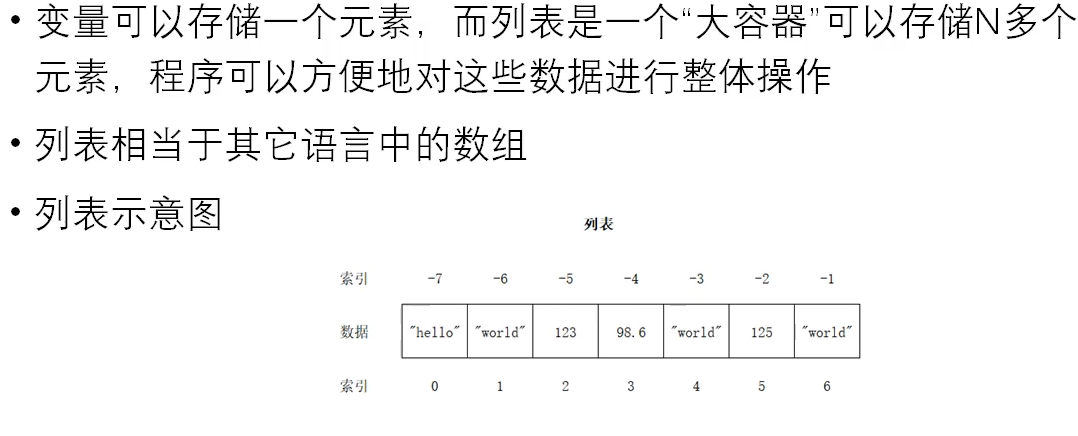 • 变量可以存储一个元素，而列表是一个“大容器”可以存储N多个
元素，程序可以方便地对这些数据进行整体操作
• 列表相当于其它语言中的数组
• 列表示意图
列表
索引 -7 -6 -5 -4 -3 -2 -1
数据 "hello" "world" 123 98.6 "world" 125 "world"
索引 0 1 2 3 4 5 6